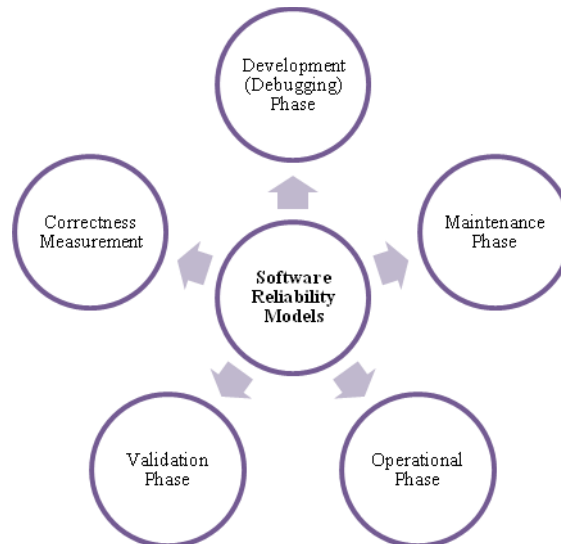 Development
(Debugging)
Phase
Correctness
Measurement
Maintenance
Phase
Software
Reliability
Models
Validation
Phase
Operational
Phase